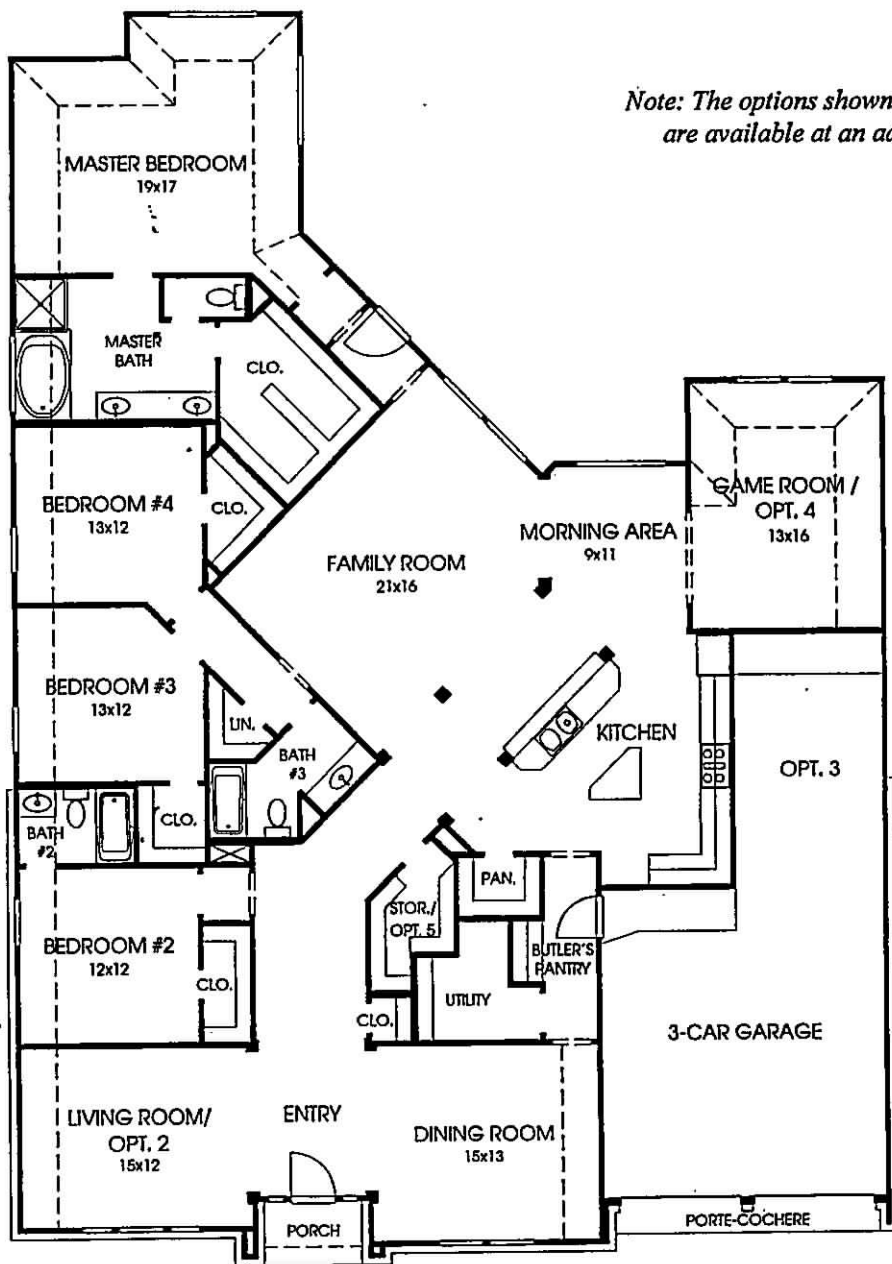 Note: The options shown
are available at an a
MASTER BEDROOM
19x17
MASTER
BATH
CLO.
BEDROOM #4
13x12
CLO.
FAMILY ROOM
21x16
MORNING AREA
9x11
GAME ROOM /
OPT. 4
13x16
BEDROOM #3
13x12
LIN.
BATH
#3
KITCHEN
OPT. 3
BATH
#2
CLO.
PAN.
STOR./
OPT. 5
BEDROOM #2
12x12
CLO.
BUTLER'S
PANTRY
UTILITY
CLO.
3-CAR GARAGE
LIVING ROOM/
OPT. 2
15x12
ENTRY
DINING ROOM
15x13
PORCH
PORTE-COCHERE